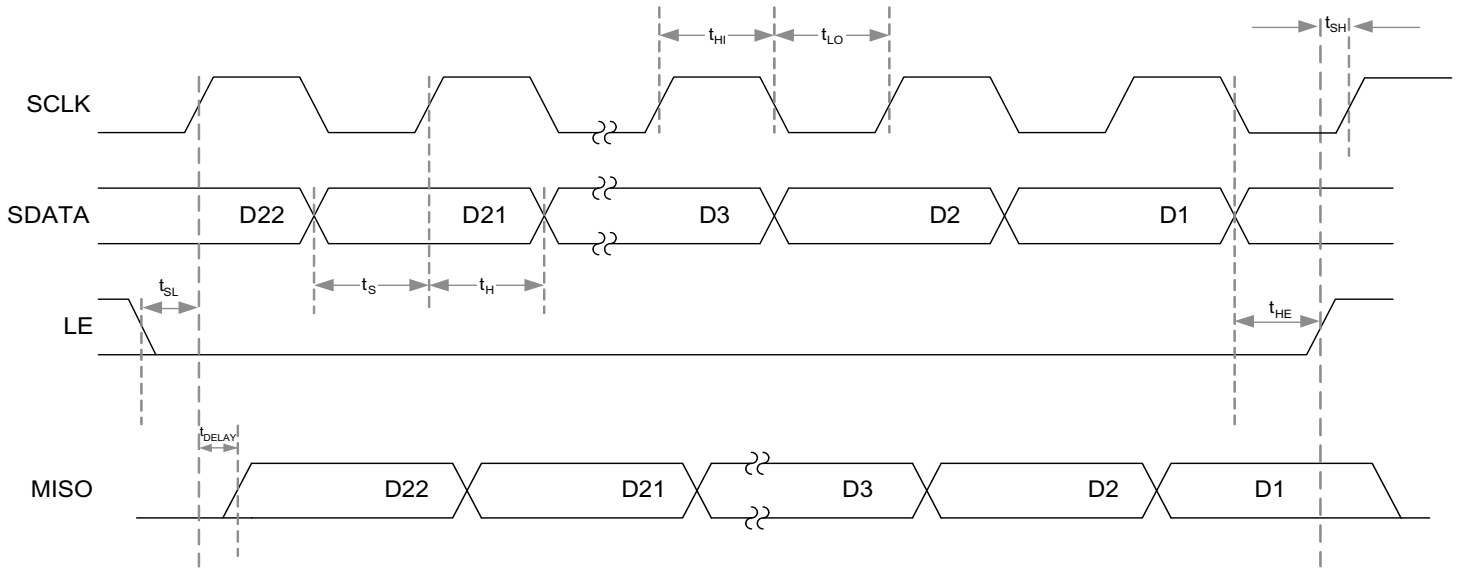 tHI
tLO
tSH
SCLK
SDATA
D22
D21
D3
D2
D1
tSL
tS
tH
LE
tHE
tDELAY
MISO
D22
D21
D3
D2
D1